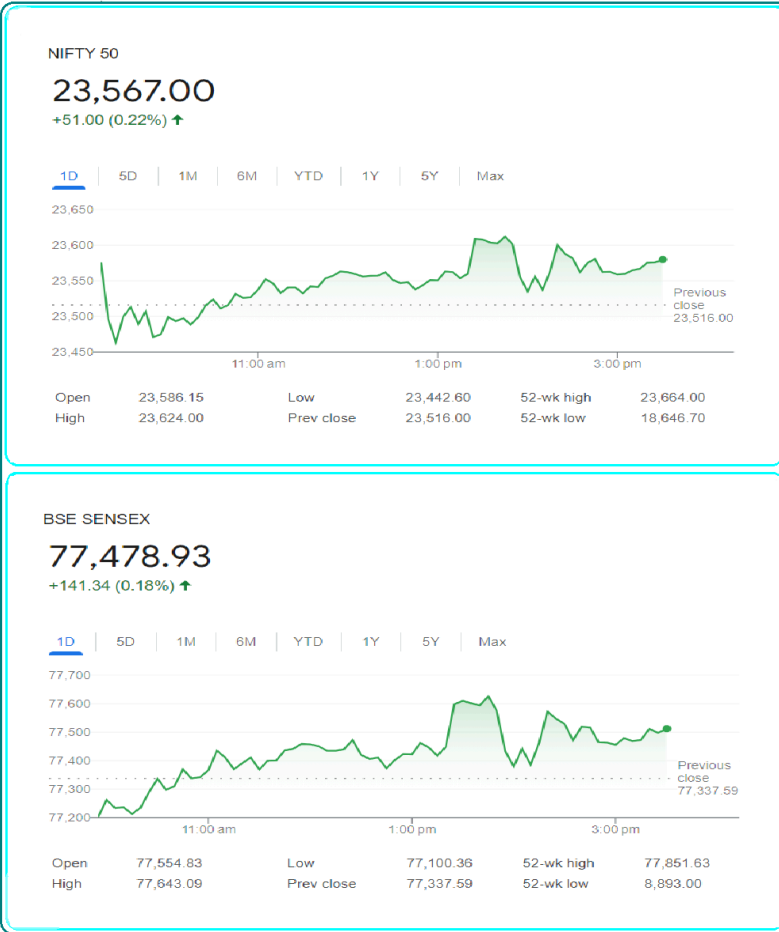 NIFTY 50
23,567.00
+51.00 (0.22%) ↑
1D 5D 1M 6M YTD 1Y 5Y Max
23,650
23,600
23,550
23,500
23,450
Previous
close
23,516.00
11:00 am 1:00 pm 3:00 pm
Open 23,586.15 Low 23,442.60 52-wk high 23,664.00
High 23,624.00 Prev close 23,516.00 52-wk low 18,646.70
BSE SENSEX
77,478.93
+141.34 (0.18%) ↑
1D 5D 1M 6M YTD 1Y 5Y Max
77,700
77,600
77,500
77,400
77,300
77,200
Previous
close
77,337.59
11:00 am 1:00 pm 3:00 pm
Open 77,554.83 Low 77,100.36 52-wk high 77,851.63
High 77,643.09 Prev close 77,337.59 52-wk low 8,893.00